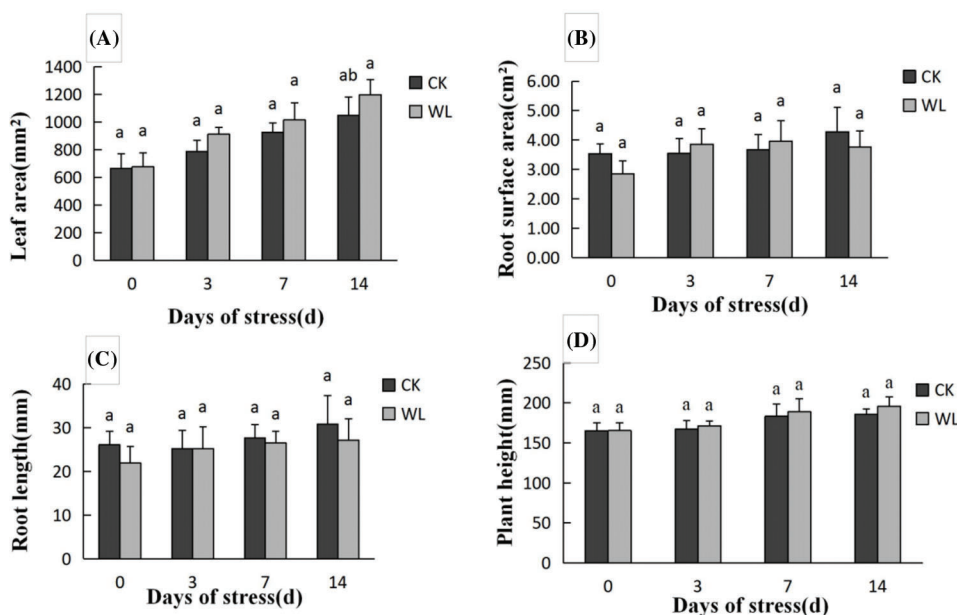 (A)
1400
1200
1000
800
600
400
200
0
Leaf area(mm²)
a a a a a a ab a
CK
WL
0 3 7 14
Days of stress(d)
(B)
6.00
5.00
4.00
3.00
2.00
1.00
0.00
Root surface area(cm²)
a a a a a a a a
CK
WL
0 3 7 14
Days of stress(d)
(C)
40
30
20
10
0
Root length(mm)
a a a a a a a a
CK
WL
0 3 7 14
Days of stress(d)
(D)
250
200
150
100
50
0
Plant height(mm)
a a a a a a a a
CK
WL
0 3 7 14
Days of stress(d)